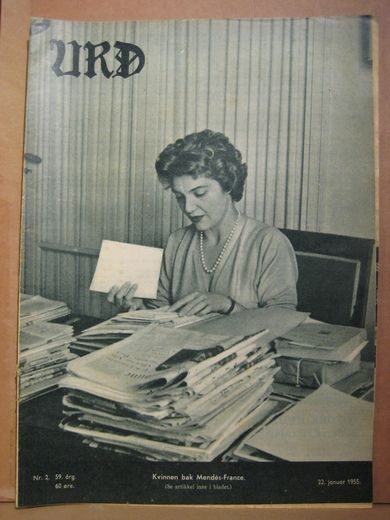 URD
Nr. 2. 59. årg.
60 øre.
Kvinnen bak Mendès-France.
(Se artikkel inne i bladet.)
22. januar 1955.